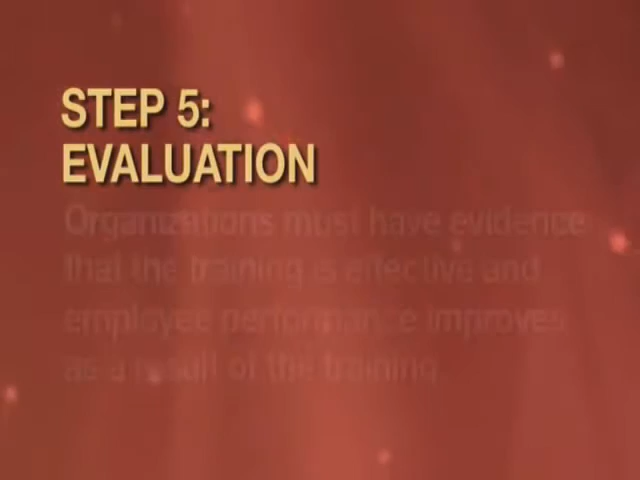 STEP 5:
EVALUATION
Organizations must have evidence
that the training is effective and
employee performance improves
as a result of the training.